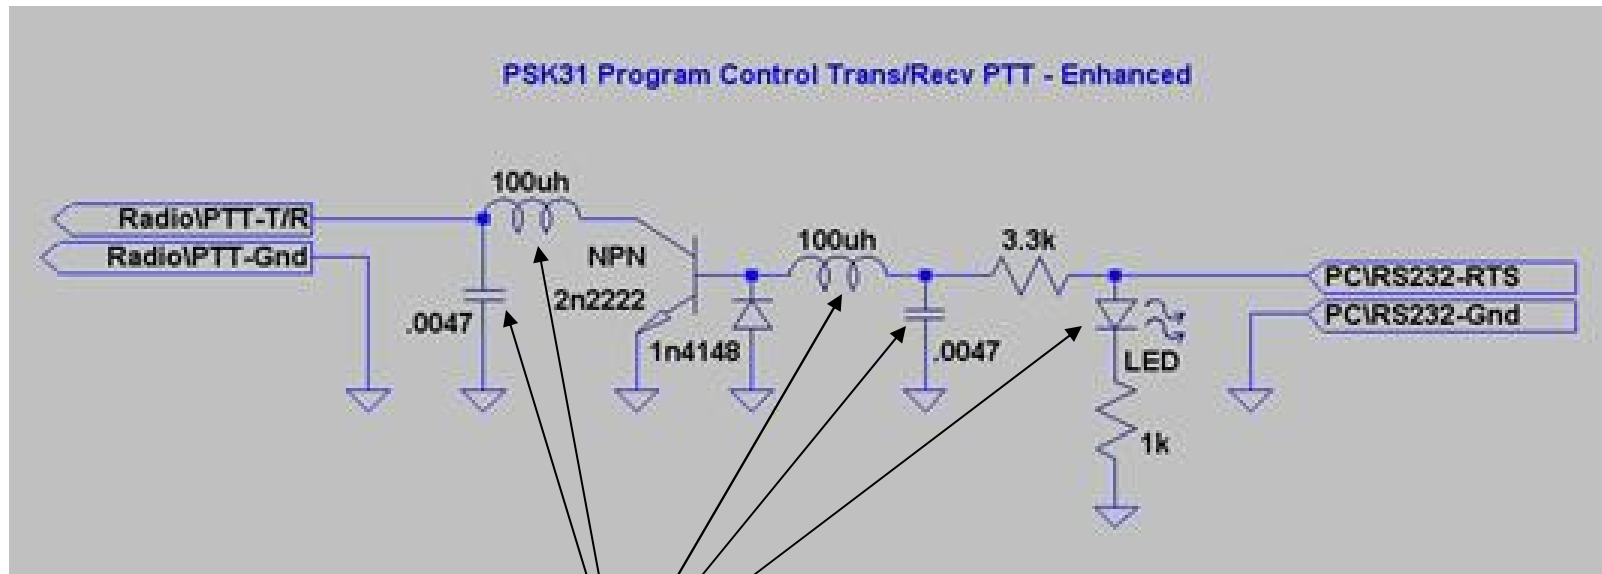 PSK31 Program Control Trans/Recv PTT - Enhanced
100uh
Radio\PTT-T/R
Radio\PTT-Gnd
NPN
2n2222
.0047
1n4148
100uh
3.3k
.0047
PC\RS232-RTS
PC\RS232-Gnd
LED
1k